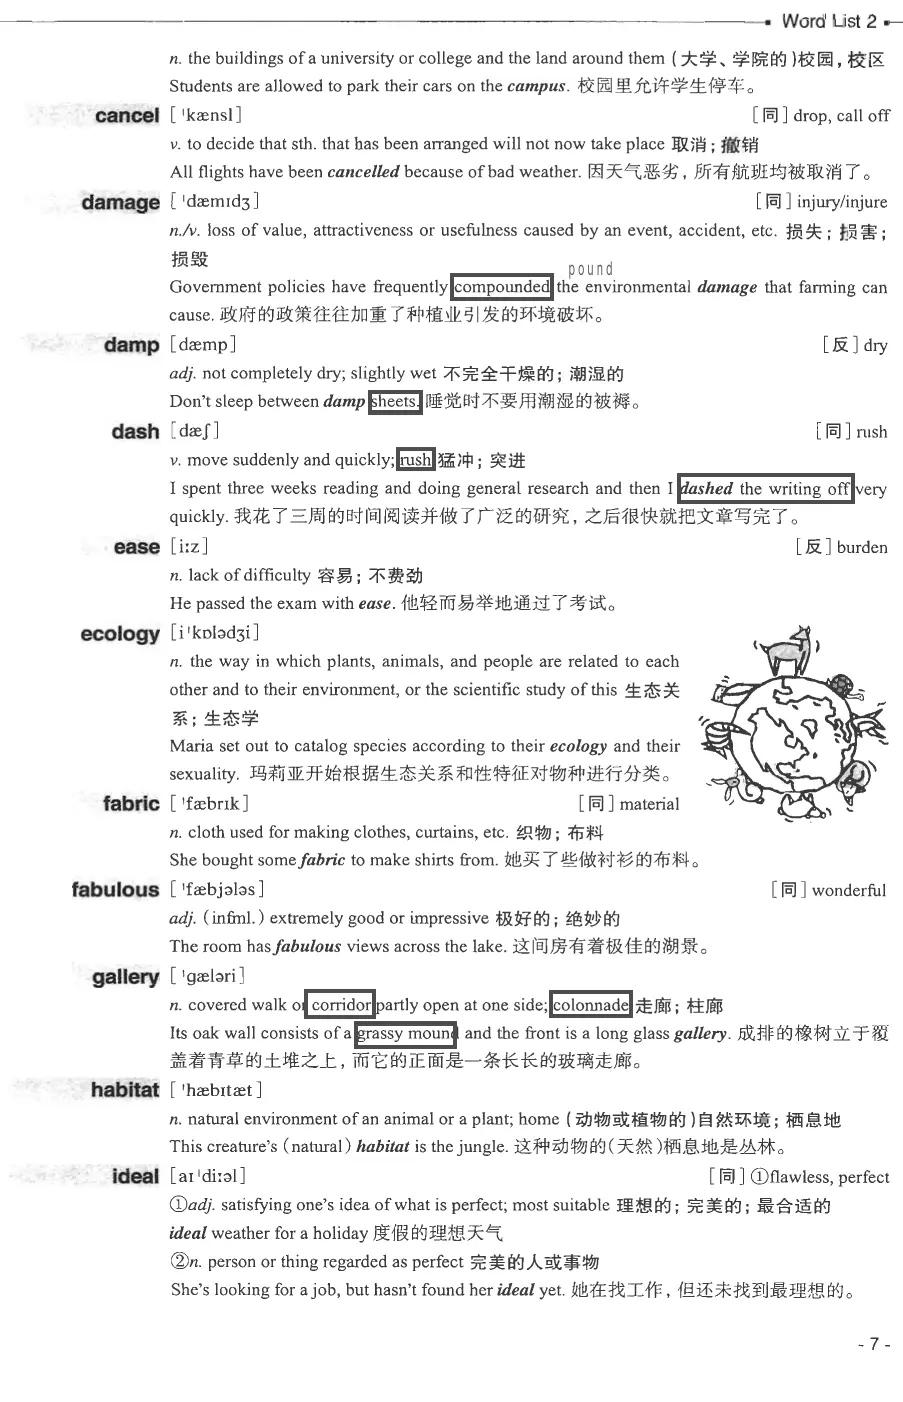 Word List 2
n. the buildings of a university or college and the land around them (大学、学院的)校园,校区
Students are allowed to park their cars on the campus. 校园里允许学生停车。
cancel [ˈkænsl] [同] drop, call off
v. to decide that sth. that has been arranged will not now take place 取消; 撤销
All flights have been cancelled because of bad weather. 因天气恶劣, 所有航班均被取消了。
damage [ˈdæmɪdʒ] [同] injury/injure
n./v. loss of value, attractiveness or usefulness caused by an event, accident, etc. 损失; 损害;
损毁
pound
Government policies have frequently compounded the environmental damage that farming can
cause. 政府的政策往往加重了种植业引发的环境破坏。
damp [dæmp] [反] dry
adj. not completely dry; slightly wet 不完全干燥的; 潮湿的
Don't sleep between damp sheets. 睡觉时不要用潮湿的被褥。
dash [dæʃ] [同] rush
v. move suddenly and quickly; rush 猛冲; 突进
I spent three weeks reading and doing general research and then I dashed the writing off very
quickly. 我花了三周的时间阅读并做了广泛的研究, 之后很快就把文章写完了。
ease [iːz] [反] burden
n. lack of difficulty 容易; 不费劲
He passed the exam with ease. 他轻而易举地通过了考试。
ecology [iˈkɒlədʒi]
n. the way in which plants, animals, and people are related to each
other and to their environment, or the scientific study of this 生态关
系; 生态学
Maria set out to catalog species according to their ecology and their
sexuality. 玛莉亚开始根据生态关系和性特征对物种进行分类。
fabric [ˈfæbrɪk] [同] material
n. cloth used for making clothes, curtains, etc. 织物; 布料
She bought some fabric to make shirts from. 她买了些做衬衫的布料。
fabulous [ˈfæbjələs] [同] wonderful
adj. (infml.) extremely good or impressive 极好的; 绝妙的
The room has fabulous views across the lake. 这间房有着极佳的湖景。
gallery [ˈgæləri]
n. covered walk or corridor partly open at one side; colonnade 走廊; 柱廊
Its oak wall consists of a grassy mound and the front is a long glass gallery. 成排的橡树立于覆
盖着青草的土堆之上, 而它的正面是一条长长的玻璃走廊。
habitat [ˈhæbɪtæt]
n. natural environment of an animal or a plant; home (动物或植物的)自然环境; 栖息地
This creature's (natural) habitat is the jungle. 这种动物的(天然)栖息地是丛林。
ideal [aɪˈdiːəl] [同] ①flawless, perfect
①adj. satisfying one's idea of what is perfect; most suitable 理想的; 完美的; 最合适的
ideal weather for a holiday 度假的理想天气
②n. person or thing regarded as perfect 完美的人或事物
She's looking for a job, but hasn't found her ideal yet. 她在找工作, 但还未找到最理想的。
- 7 -